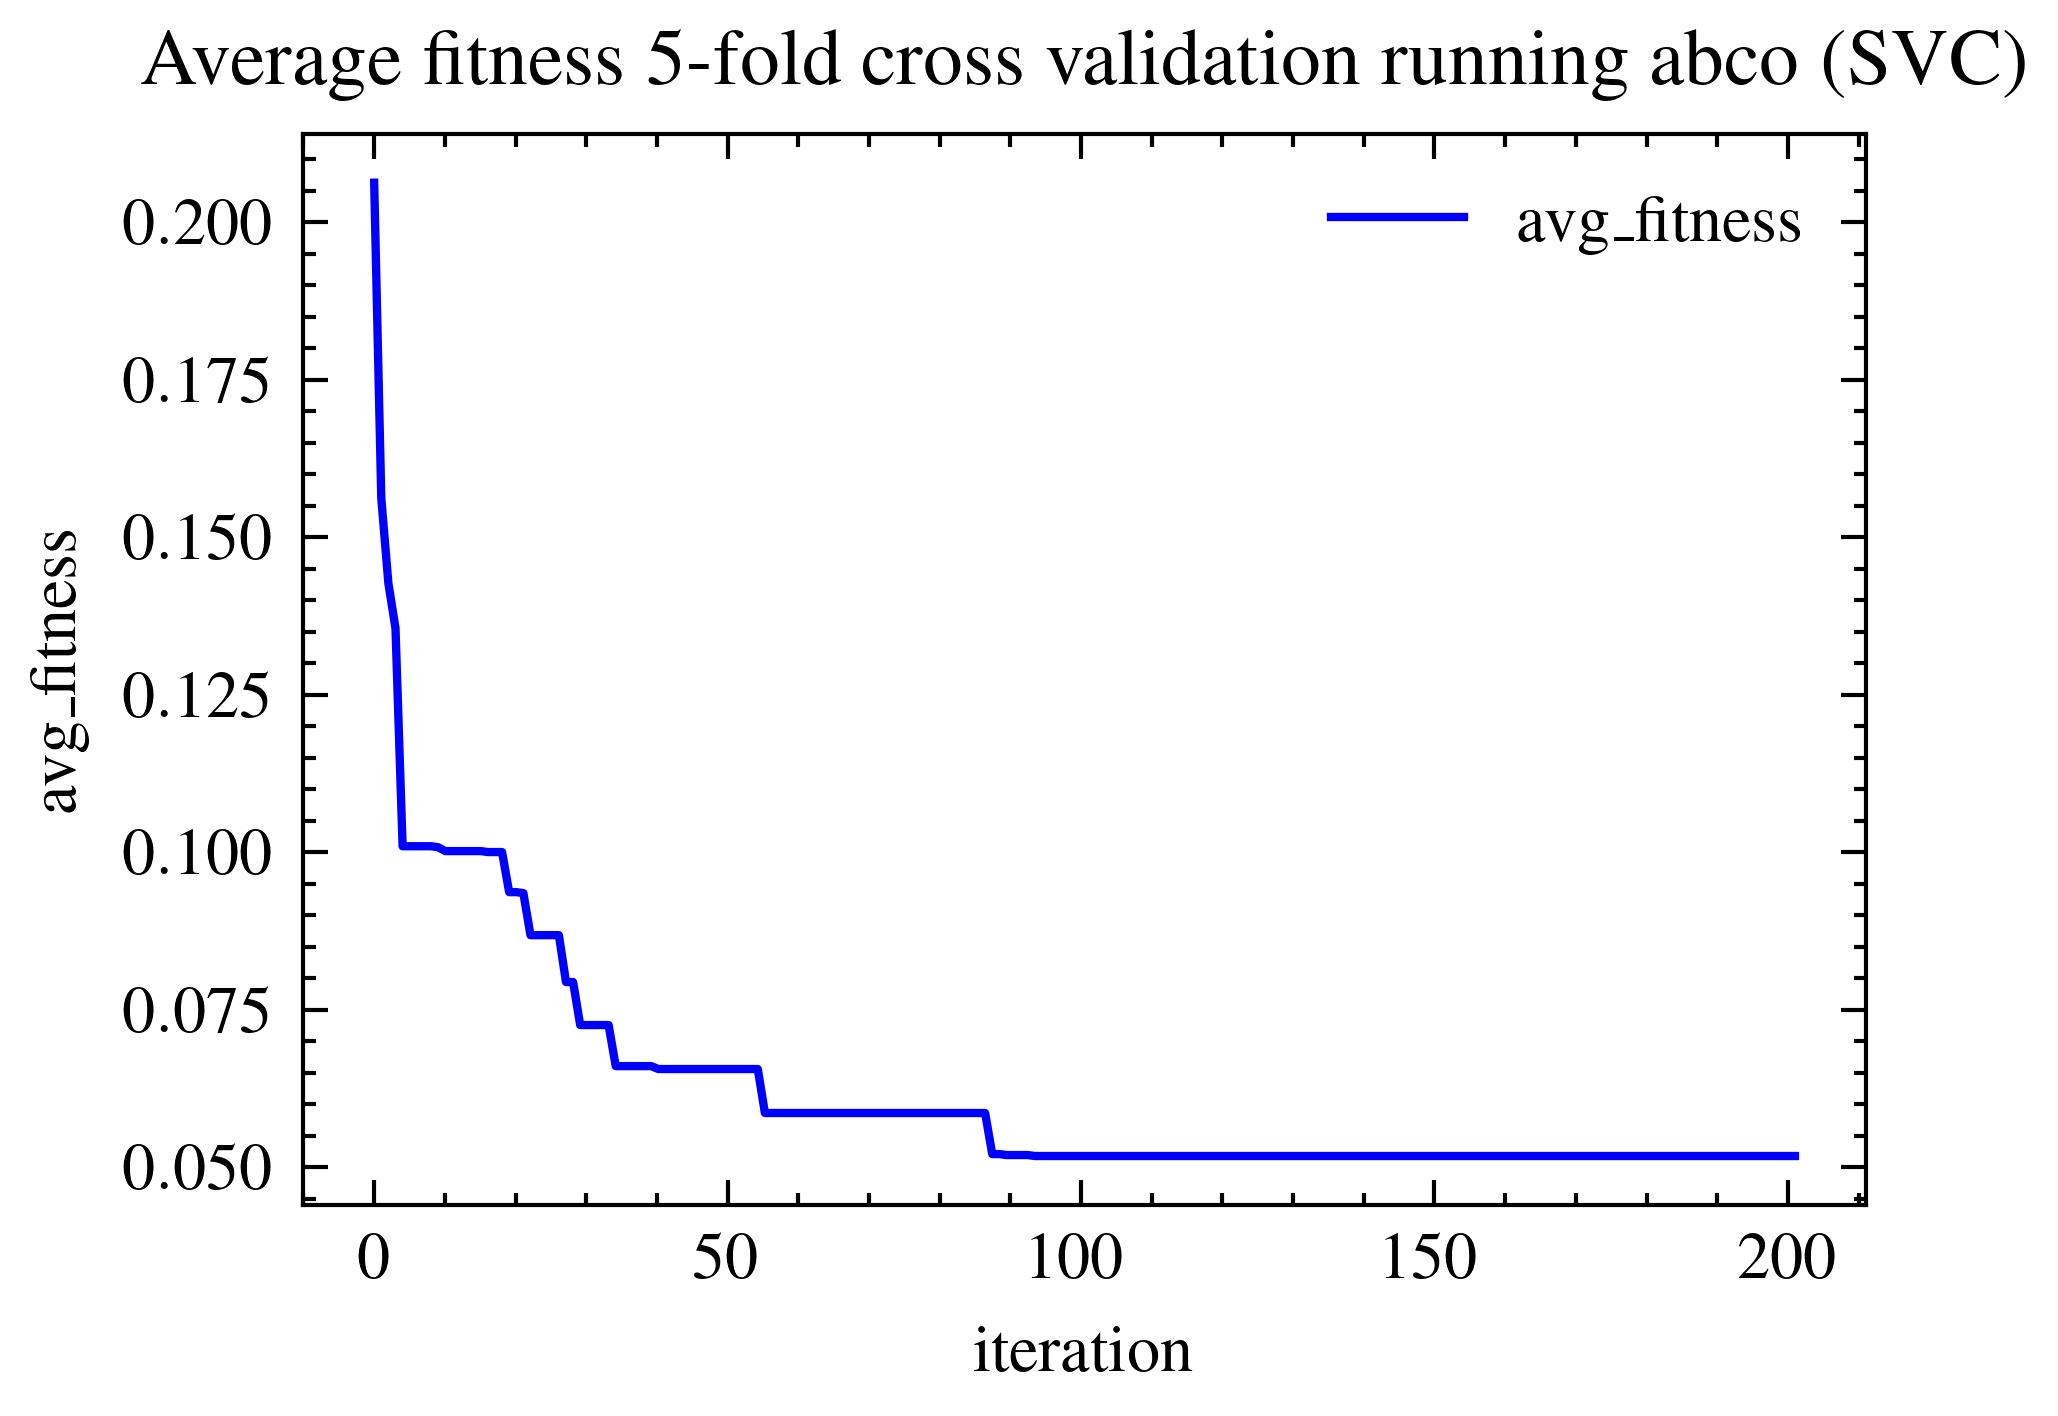 Average fitness 5-fold cross validation running abco (SVC)
avg_fitness
0.200
0.175
0.150
0.125
0.100
0.075
0.050
avg_fitness
0 50 100 150 200
iteration